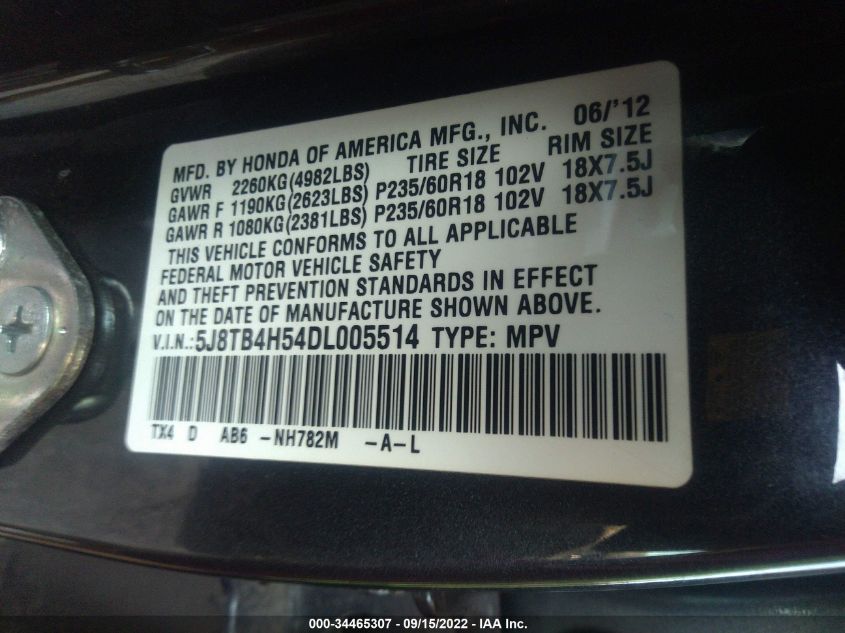 MFD. BY HONDA OF AMERICA MFG., INC. 06/'12
GVWR 2260KG(4982LBS) TIRE SIZE RIM SIZE
GAWR F 1190KG(2623LBS) P235/60R18 102V 18X7.5J
GAWR R 1080KG(2381LBS) P235/60R18 102V 18X7.5J
THIS VEHICLE CONFORMS TO ALL APPLICABLE
FEDERAL MOTOR VEHICLE SAFETY
AND THEFT PREVENTION STANDARDS IN EFFECT
ON THE DATE OF MANUFACTURE SHOWN ABOVE.
V.I.N.:5J8TB4H54DL005514 TYPE: MPV
TX4 D AB6 -NH782M -A-L
000-34465307 - 09/15/2022 - IAA Inc.